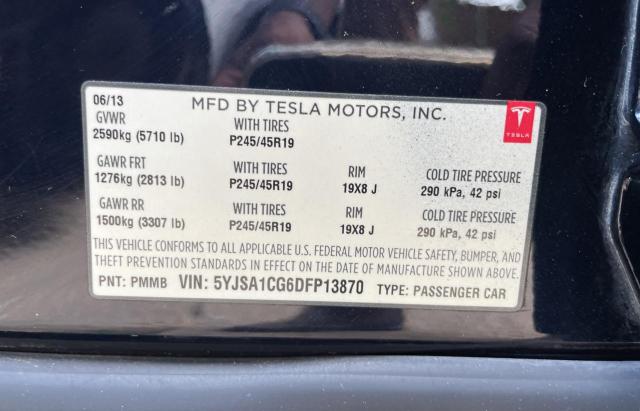 06/13
MFD BY TESLA MOTORS, INC.
GVWR WITH TIRES
2590kg (5710 lb) P245/45R19
TESLA
GAWR FRT WITH TIRES RIM COLD TIRE PRESSURE
1276kg (2813 lb) P245/45R19 19X8 J 290 kPa, 42 psi
GAWR RR WITH TIRES RIM COLD TIRE PRESSURE
1500kg (3307 lb) P245/45R19 19X8 J 290 kPa, 42 psi
THIS VEHICLE CONFORMS TO ALL APPLICABLE U.S. FEDERAL MOTOR VEHICLE SAFETY, BUMPER, AND
THEFT PREVENTION STANDARDS IN EFFECT ON THE DATE OF MANUFACTURE SHOWN ABOVE.
PNT: PMMB VIN: 5YJSA1CG6DFP13870 TYPE: PASSENGER CAR